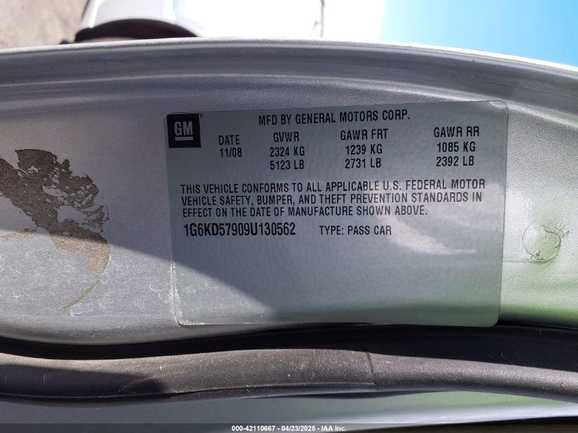 MFD BY GENERAL MOTORS CORP.
GM
DATE GVWR GAWR FRT GAWR RR
11/08 2324 KG 1239 KG 1085 KG
5123 LB 2731 LB 2392 LB
THIS VEHICLE CONFORMS TO ALL APPLICABLE U.S. FEDERAL MOTOR
VEHICLE SAFETY, BUMPER, AND THEFT PREVENTION STANDARDS IN
EFFECT ON THE DATE OF MANUFACTURE SHOWN ABOVE.
1G6KD57909U130562 TYPE: PASS CAR
000-42110667 - 04/23/2025 - IAA Inc.